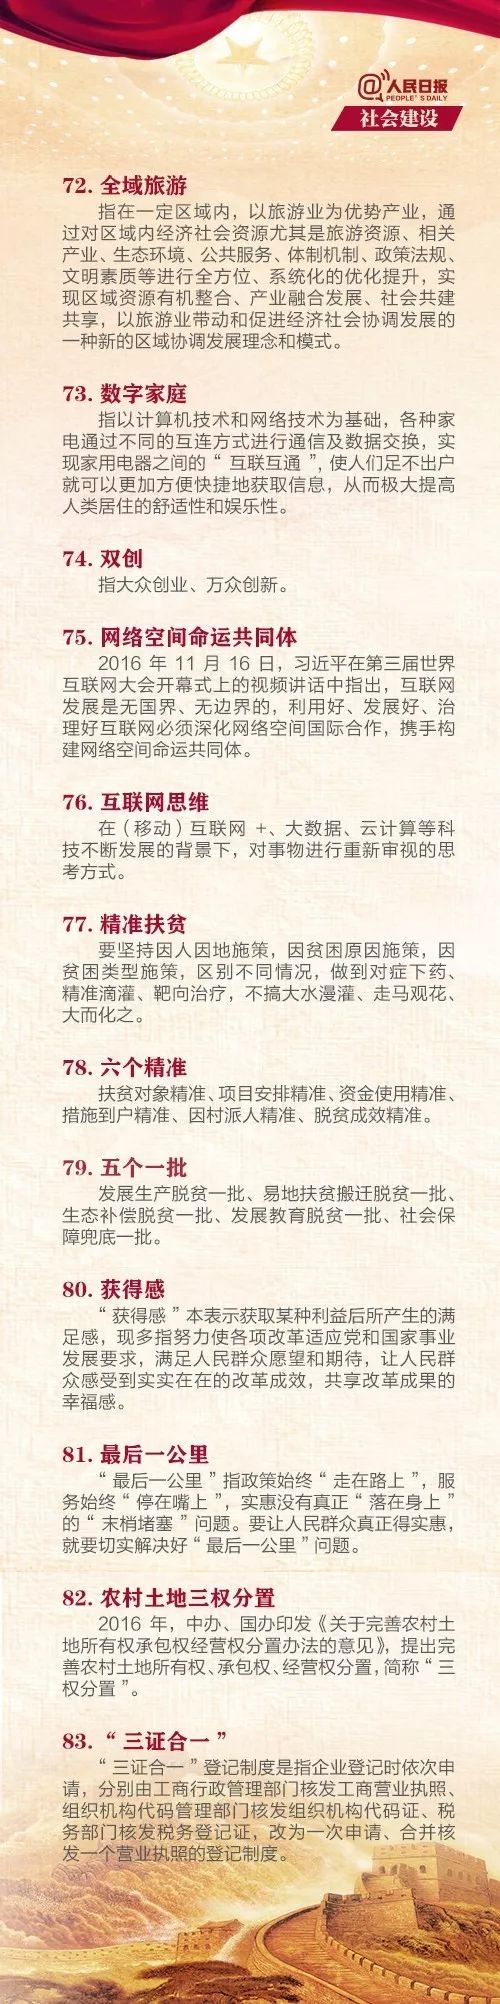 @人民日报
PEOPLE'S DAILY
社会建设
72. 全域旅游
指在一定区域内，以旅游业为优势产业，通
过对区域内经济社会资源尤其是旅游资源、相关
产业、生态环境、公共服务、体制机制、政策法规、
文明素质等进行全方位、系统化的优化提升，实
现区域资源有机整合、产业融合发展、社会共建
共享，以旅游业带动和促进经济社会协调发展的
一种新的区域协调发展理念和模式。
73. 数字家庭
指以计算机技术和网络技术为基础，各种家
电通过不同的互连方式进行通信及数据交换，实
现家用电器之间的“互联互通”，使人们足不出户
就可以更加方便快捷地获取信息，从而极大提高
人类居住的舒适性和娱乐性。
74. 双创
指大众创业、万众创新。
75. 网络空间命运共同体
2016 年 11 月 16 日，习近平在第三届世界
互联网大会开幕式上的视频讲话中指出，互联网
发展是无国界、无边界的，利用好、发展好、治
理好互联网必须深化网络空间国际合作，携手构
建网络空间命运共同体。
76. 互联网思维
在（移动）互联网 +、大数据、云计算等科
技不断发展的背景下，对事物进行重新审视的思
考方式。
77. 精准扶贫
要坚持因人因地施策，因贫困原因施策，因
贫困类型施策，区别不同情况，做到对症下药、
精准滴灌、靶向治疗，不搞大水漫灌、走马观花、
大而化之。
78. 六个精准
扶贫对象精准、项目安排精准、资金使用精准、
措施到户精准、因村派人精准、脱贫成效精准。
79. 五个一批
发展生产脱贫一批、易地扶贫搬迁脱贫一批、
生态补偿脱贫一批、发展教育脱贫一批、社会保
障兜底一批。
80. 获得感
“获得感”本表示获取某种利益后所产生的满
足感，现多指努力使各项改革适应党和国家事业
发展要求，满足人民群众愿望和期待，让人民群
众感受到实实在在的改革成效，共享改革成果的
幸福感。
81. 最后一公里
“最后一公里”指政策始终“走在路上”，服
务始终“停在嘴上”，实惠没有真正“落在身上”
的“末梢堵塞”问题。要让人民群众真正得实惠，
就要切实解决好“最后一公里”问题。
82. 农村土地三权分置
2016 年，中办、国办印发《关于完善农村土
地所有权承包权经营权分置办法的意见》，提出完
善农村土地所有权、承包权、经营权分置，简称“三
权分置”。
83. “三证合一”
“三证合一”登记制度是指企业登记时依次申
请，分别由工商行政管理部门核发工商营业执照、
组织机构代码管理部门核发组织机构代码证、税
务部门核发税务登记证，改为一次申请、合并核
发一个营业执照的登记制度。